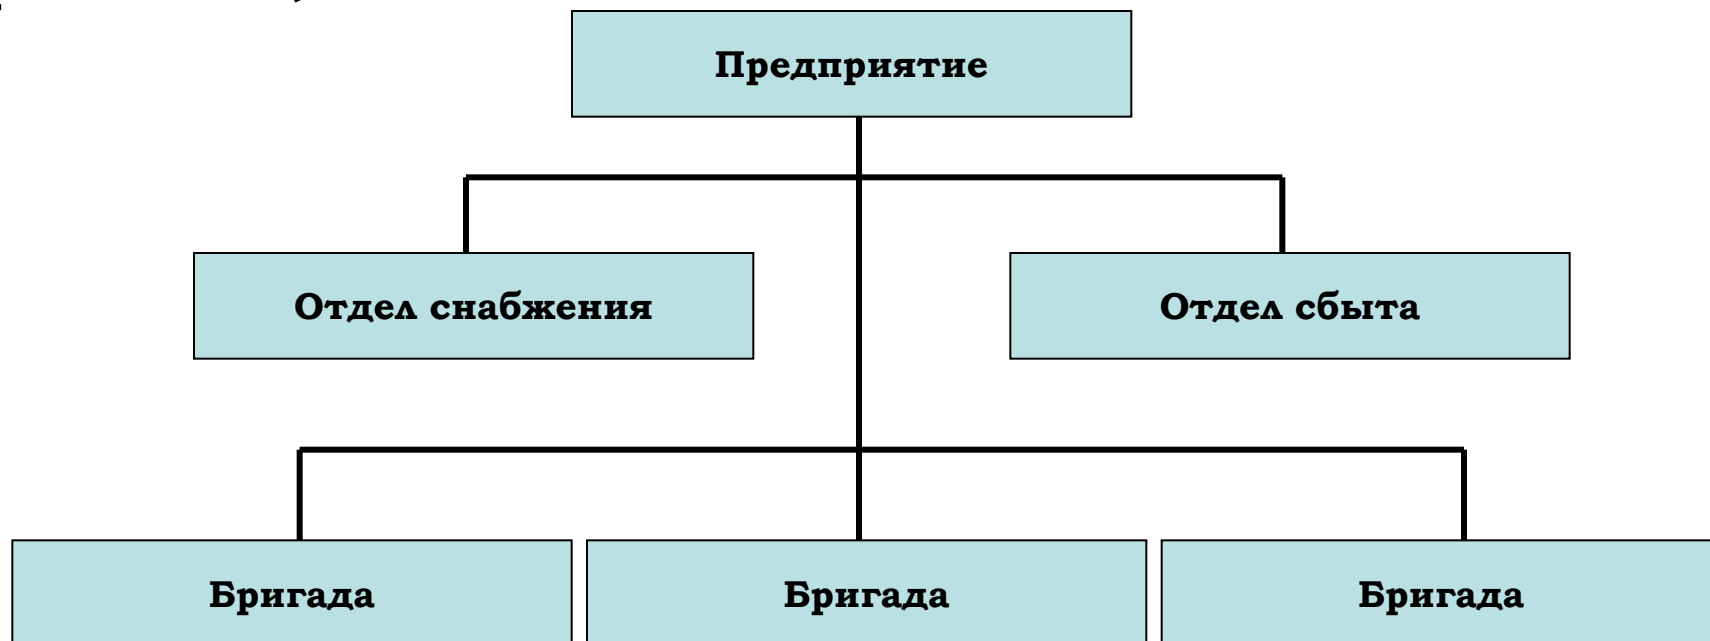 Предприятие
Отдел снабжения
Отдел сбыта
Бригада
Бригада
Бригада